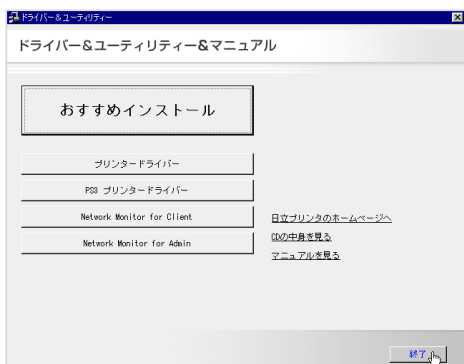 ドライバー&ユーティリティー
ドライバー&ユーティリティー&マニュアル
おすすめインストール
プリンタードライバー
PS3 プリンタードライバー
Network Monitor for Client
Network Monitor for Admin
日立プリンタのホームページへ
CDの中身を見る
マニュアルを見る
終了